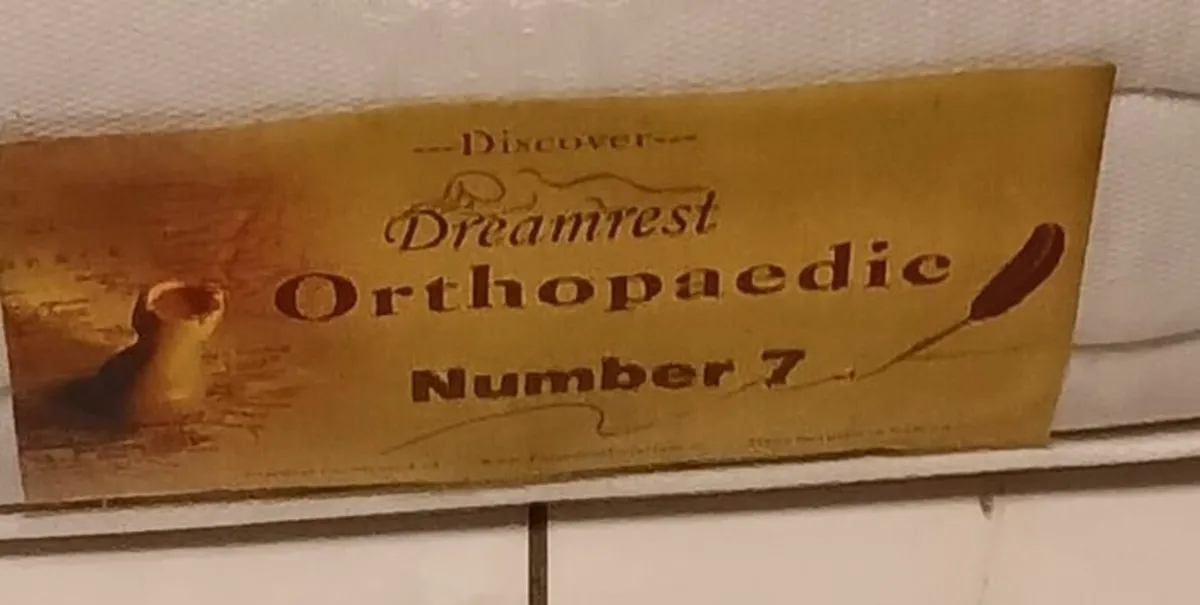 ---Discover---
Dreamrest
Orthopaedic
Number 7